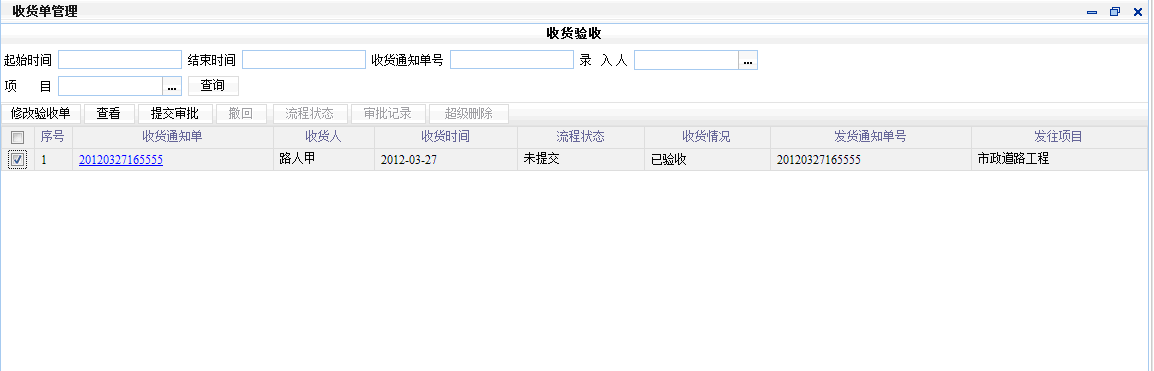 收货单管理
收货验收
起始时间 结束时间 收货通知单号 录 入 人 ...
项 目 ... 查询
修改验收单 查看 提交审批 撤回 流程状态 审批记录 超级删除
序号 收货通知单 收货人 收货时间 流程状态 收货情况 发货通知单号 发往项目
1 20120327165555 路人甲 2012-03-27 未提交 已验收 20120327165555 市政道路工程